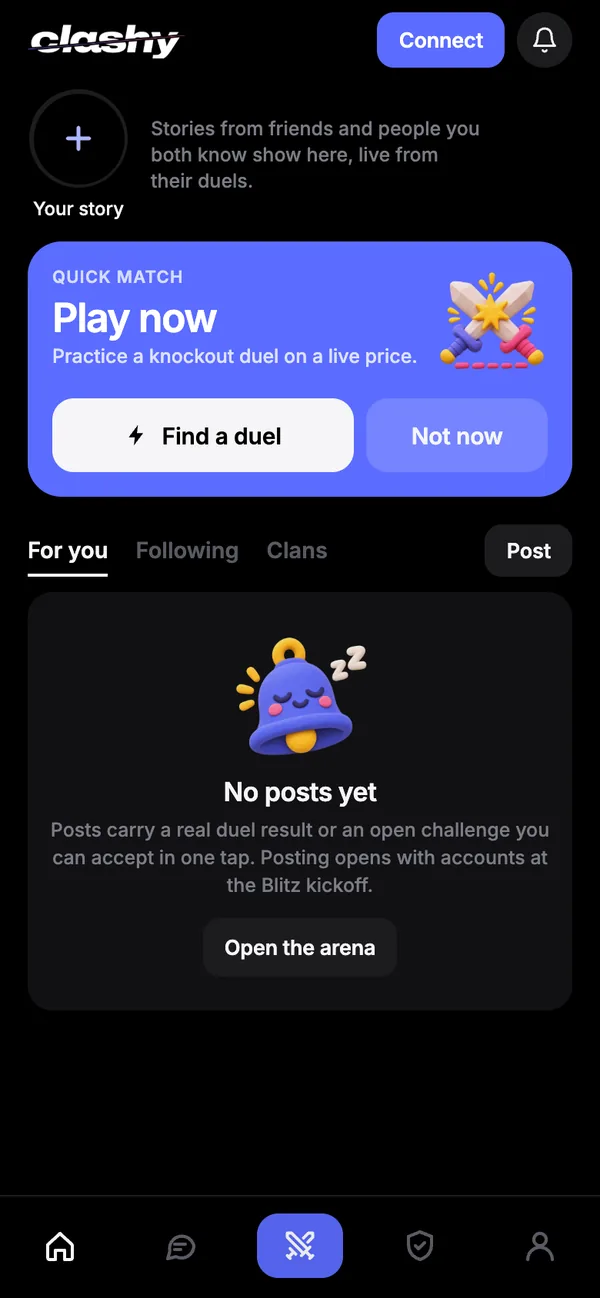 clashy
Connect
Stories from friends and people you
both know show here, live from
their duels.
Your story
QUICK MATCH
Play now
Practice a knockout duel on a live price.
Find a duel
Not now
For you
Following
Clans
Post
zz
No posts yet
Posts carry a real duel result or an open challenge you
can accept in one tap. Posting opens with accounts at
the Blitz kickoff.
Open the arena